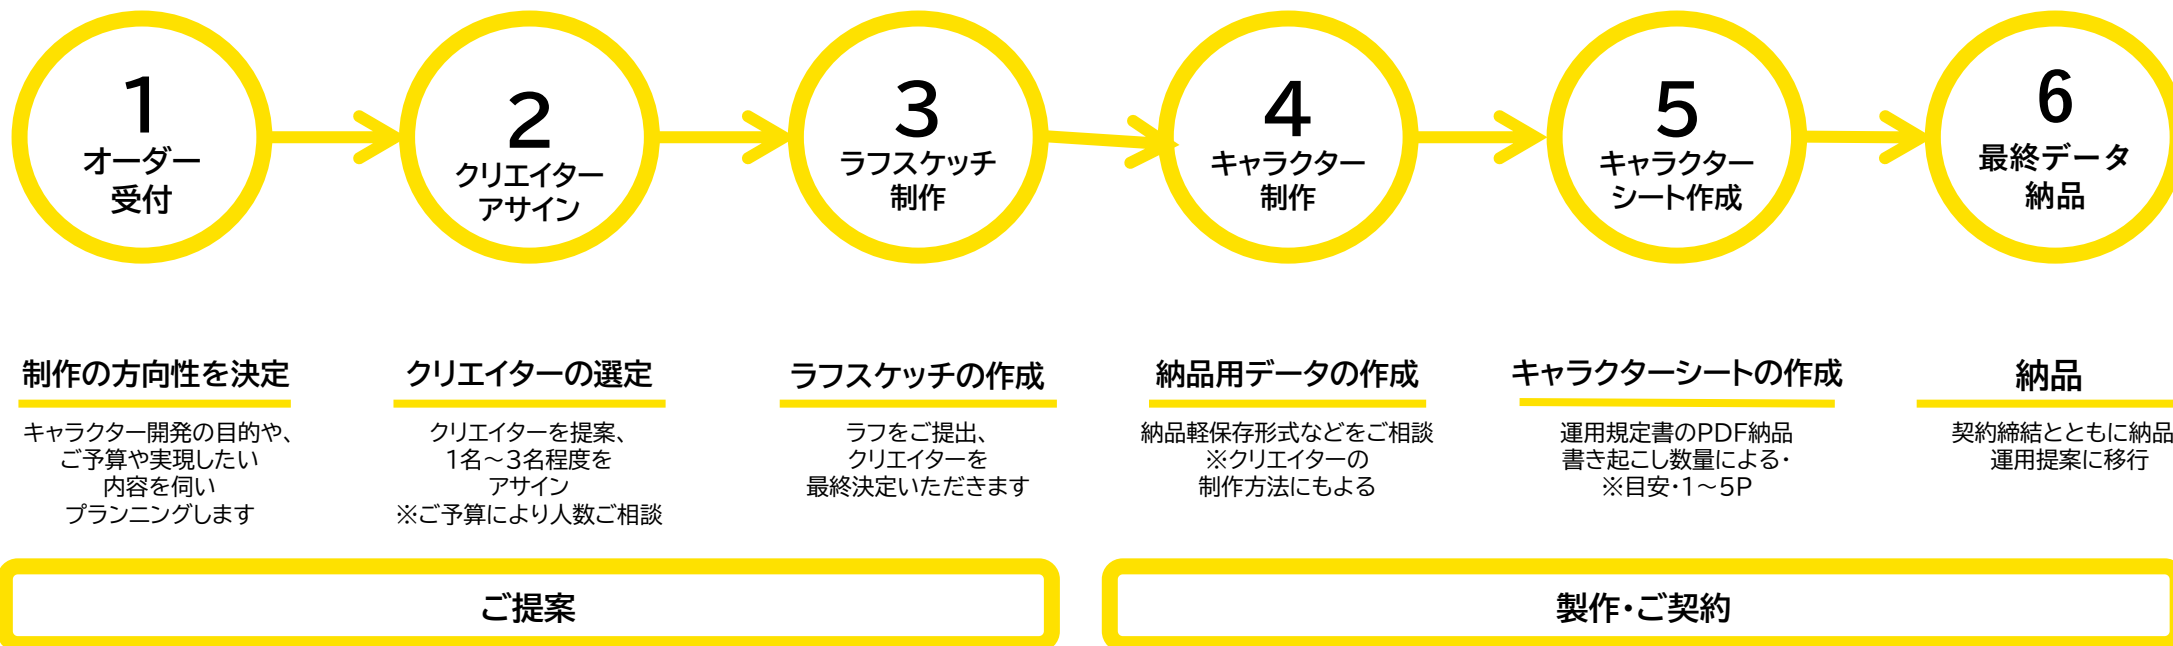 1
オーダー
受付
2
クリエイター
アサイン
3
ラフスケッチ
制作
4
キャラクター
制作
5
キャラクター
シート作成
6
最終データ
納品
制作の方向性を決定
キャラクター開発の目的や、
ご予算や実現したい
内容を伺い
プランニングします
クリエイターの選定
クリエイターを提案、
1名～3名程度を
アサイン
※ご予算により人数ご相談
ラフスケッチの作成
ラフをご提出、
クリエイターを
最終決定いただきます
納品用データの作成
納品軽保存形式などをご相談
※クリエイターの
制作方法にもよる
キャラクターシートの作成
運用規定書のPDF納品
書き起こし数量による・
※目安・1～5P
納品
契約締結とともに納品
運用提案に移行
ご提案
製作・ご契約